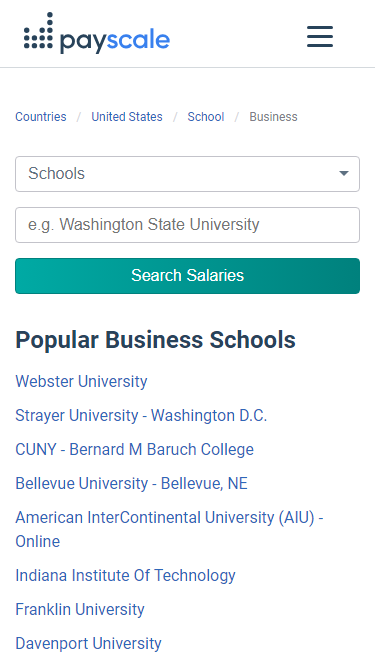 payscale
Countries / United States / School / Business
Schools
e.g. Washington State University
Search Salaries
Popular Business Schools
Webster University
Strayer University - Washington D.C.
CUNY - Bernard M Baruch College
Bellevue University - Bellevue, NE
American InterContinental University (AIU) -
Online
Indiana Institute Of Technology
Franklin University
Davenport University